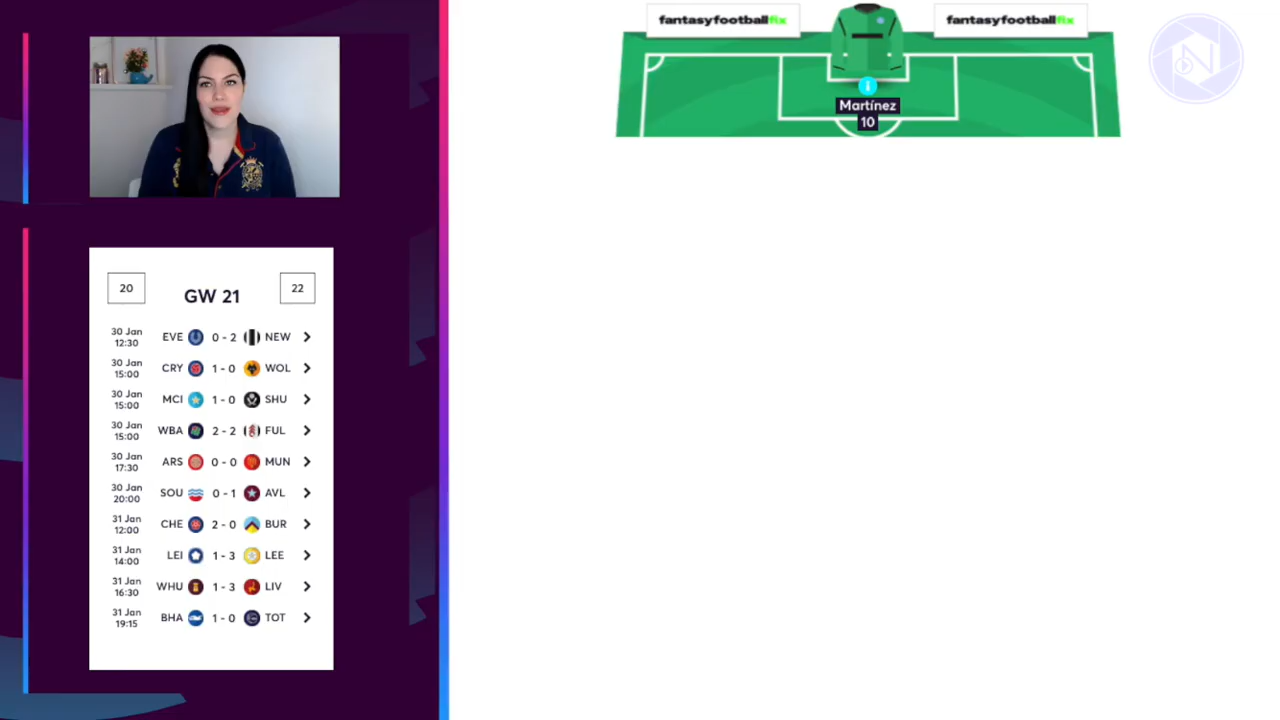 fantasyfootballfix
fantasyfootballfix
N
Martínez
10
20
GW 21
22
30 Jan
12:30
EVE 0 - 2 NEW
30 Jan
15:00
CRY 1 - 0 WOL
30 Jan
15:00
MCI 1 - 0 SHU
30 Jan
15:00
WBA 2 - 2 FUL
30 Jan
17:30
ARS 0 - 0 MUN
30 Jan
20:00
SOU 0 - 1 AVL
31 Jan
12:00
CHE 2 - 0 BUR
31 Jan
14:00
LEI 1 - 3 LEE
31 Jan
16:30
WHU 1 - 3 LIV
31 Jan
19:15
BHA 1 - 0 TOT